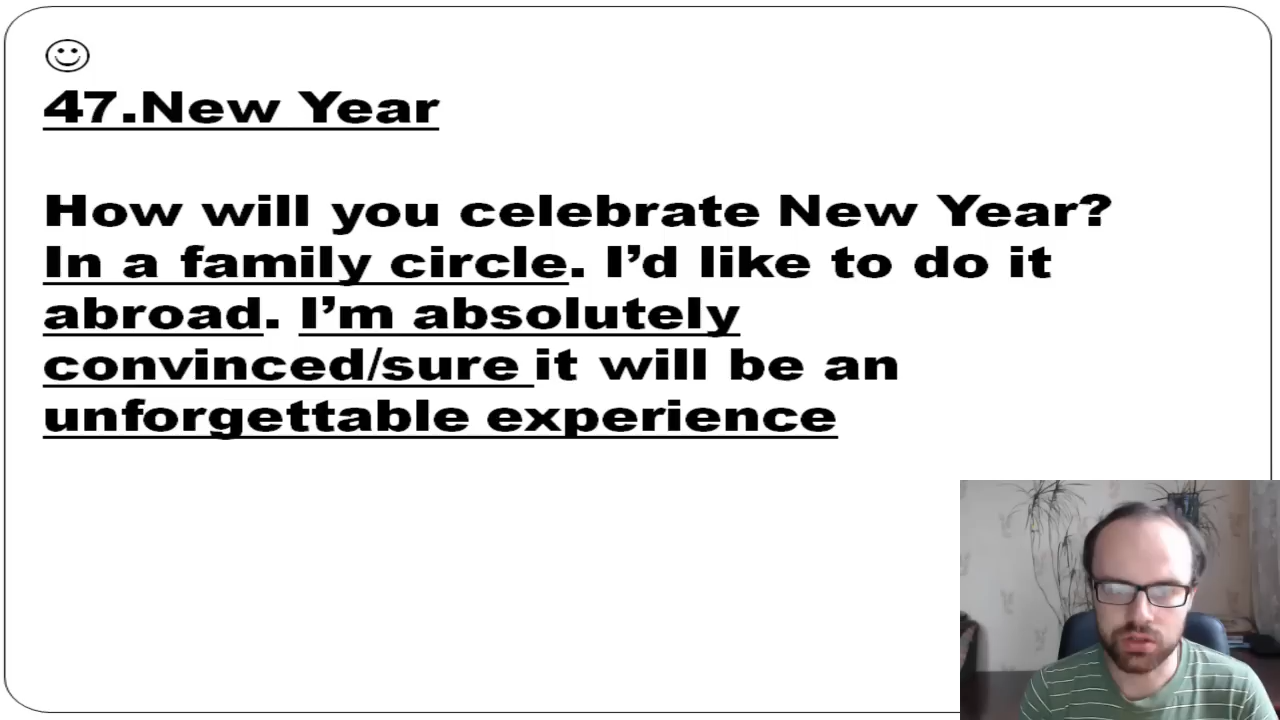 47.New Year
How will you celebrate New Year?
In a family circle. I’d like to do it
abroad. I’m absolutely
convinced/sure it will be an
unforgettable experience